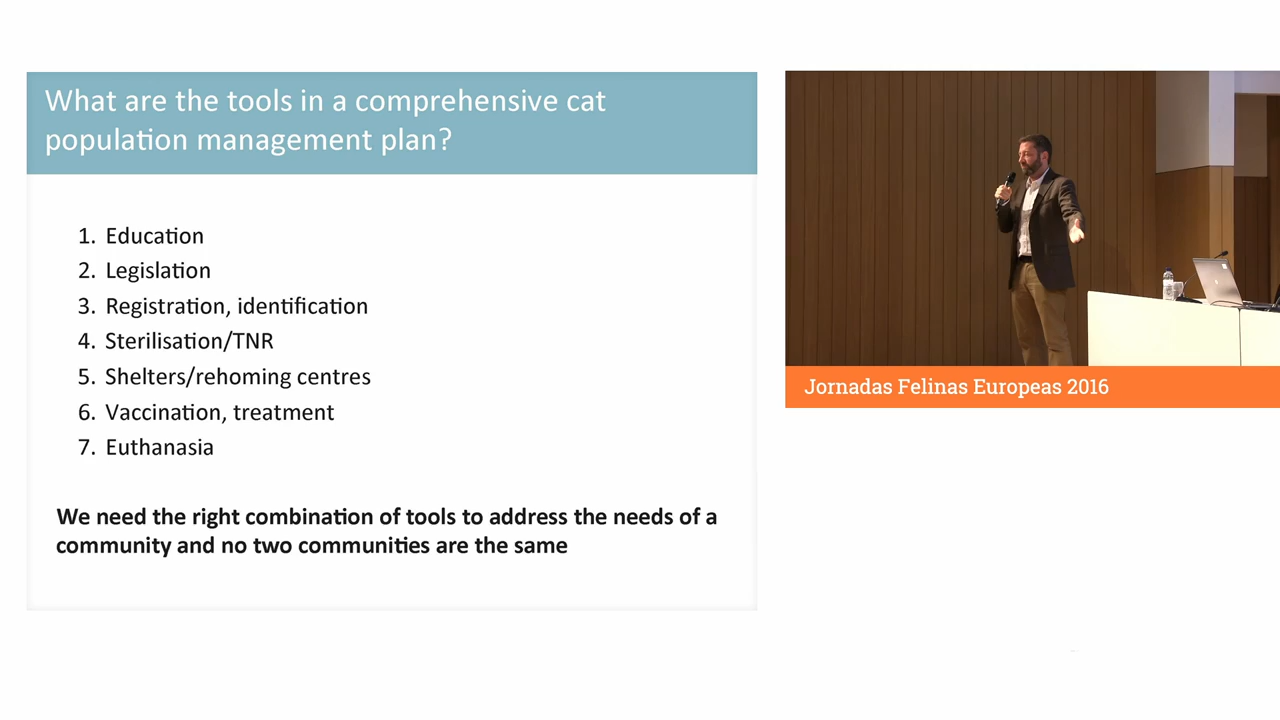 What are the tools in a comprehensive cat
population management plan?
1. Education
2. Legislation
3. Registration, identification
4. Sterilisation/TNR
5. Shelters/rehoming centres
6. Vaccination, treatment
7. Euthanasia
We need the right combination of tools to address the needs of a
community and no two communities are the same
Jornadas Felinas Europeas 2016